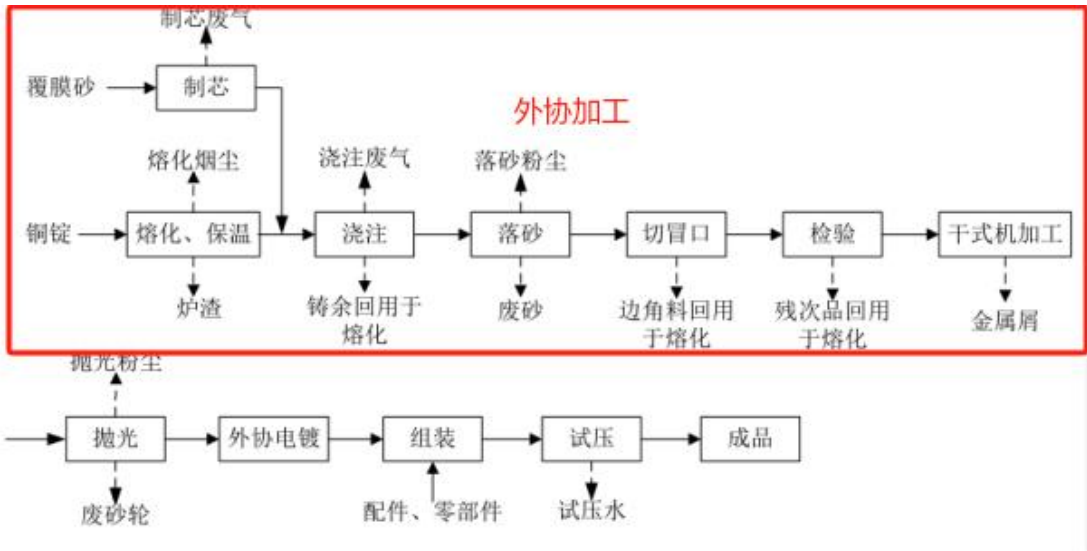 制芯废气
覆膜砂
制芯
外协加工
熔化烟尘
浇注废气
落砂粉尘
铜锭
熔化、保温
浇注
落砂
切冒口
检验
干式机加工
炉渣
铸余回用于
熔化
废砂
边角料回用
于熔化
残次品回用
于熔化
金属屑
抛光粉尘
抛光
外协电镀
组装
试压
成品
废砂轮
配件、零部件
试压水